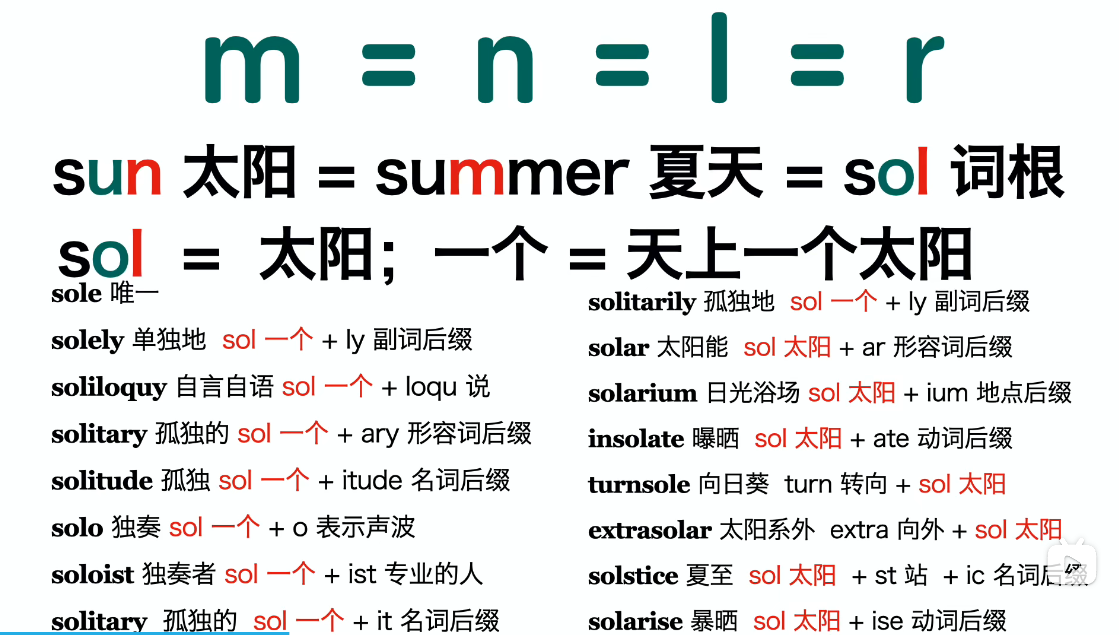 m = n = l = r
sun 太阳 = summer 夏天 = sol 词根
sol = 太阳；一个 = 天上一个太阳
sole 唯一
solely 单独地 sol 一个 + ly 副词后缀
soliloquy 自言自语 sol 一个 + loqu 说
solitary 孤独的 sol 一个 + ary 形容词后缀
solitude 孤独 sol 一个 + itude 名词后缀
solo 独奏 sol 一个 + o 表示声波
soloist 独奏者 sol 一个 + ist 专业的人
solitary 孤独的 sol 一个 + it 名词后缀
solitarily 孤独地 sol 一个 + ly 副词后缀
solar 太阳能 sol 太阳 + ar 形容词后缀
solarium 日光浴场 sol 太阳 + ium 地点后缀
insolate 曝晒 sol 太阳 + ate 动词后缀
turnsole 向日葵 turn 转向 + sol 太阳
extrasolar 太阳系外 extra 向外 + sol 太阳
solstice 夏至 sol 太阳 + st 站 + ic 名词后缀
solarise 暴晒 sol 太阳 + ise 动词后缀